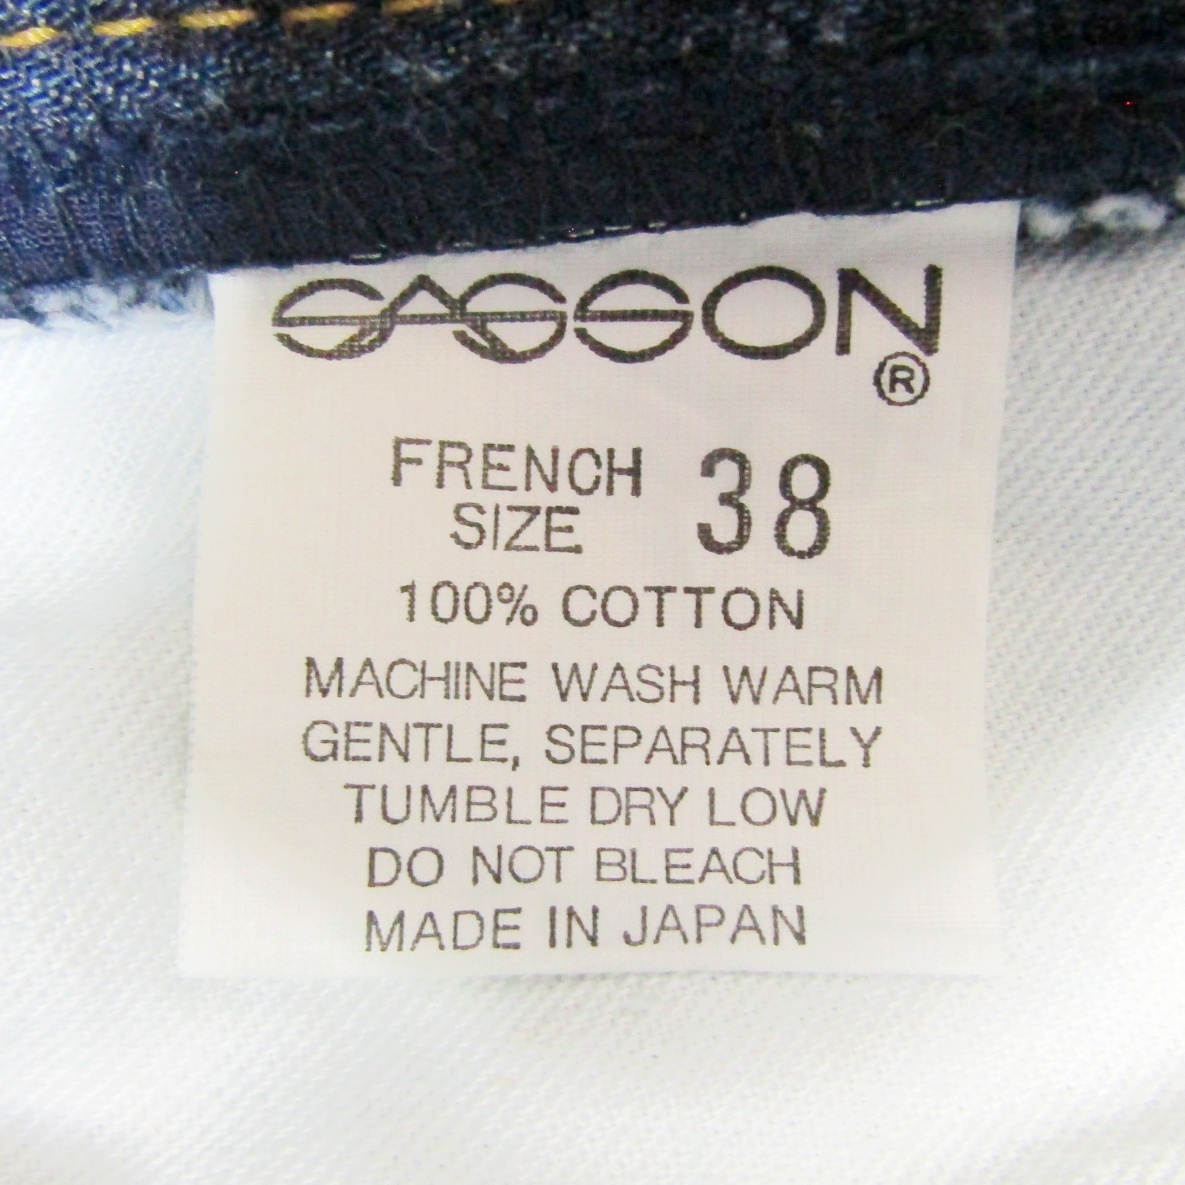 SASSON
®
FRENCH SIZE 38
100% COTTON
MACHINE WASH WARM
GENTLE, SEPARATELY
TUMBLE DRY LOW
DO NOT BLEACH
MADE IN JAPAN